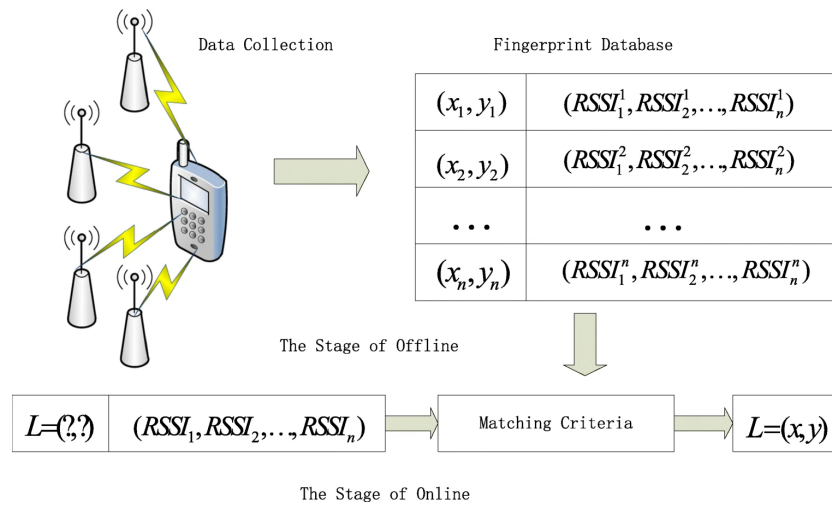 Data Collection
Fingerprint Database
(x₁, y₁) (RSSI₁¹, RSSI₂¹, ..., RSSIₙ¹)
(x₂, y₂) (RSSI₁², RSSI₂², ..., RSSIₙ²)
... ...
(xₙ, yₙ) (RSSI₁ⁿ, RSSI₂ⁿ, ..., RSSIₙⁿ)
The Stage of Offline
L=(?,?) (RSSI₁, RSSI₂, ..., RSSIₙ) Matching Criteria L=(x,y)
The Stage of Online